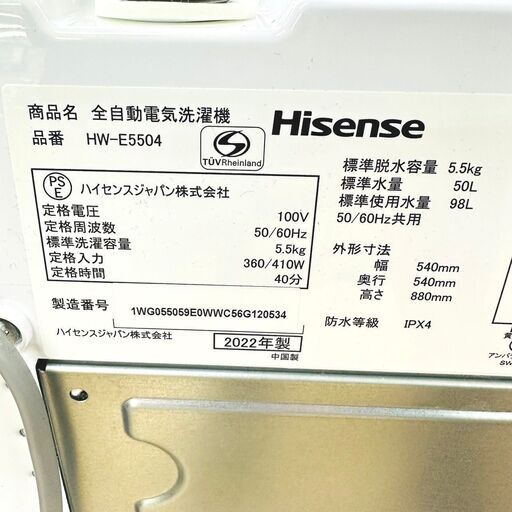 商品名 全自動電気洗濯機
品番 HW-E5504
TÜVRheinland
Hisense
PS
E
ハイセンスジャパン株式会社
定格電圧 100V
定格周波数 50/60Hz
標準洗濯容量 5.5kg
定格入力 360/410W
定格時間 40分
製造番号 1WG055059E0WWC56G120534
ハイセンスジャパン株式会社 2022年製
中国製
標準脱水容量 5.5kg
標準水量 50L
標準使用水量 98L
50/60Hz共用
外形寸法
幅 540mm
奥行 540mm
高さ 880mm
防水等級 IPX4
アンバ
SW